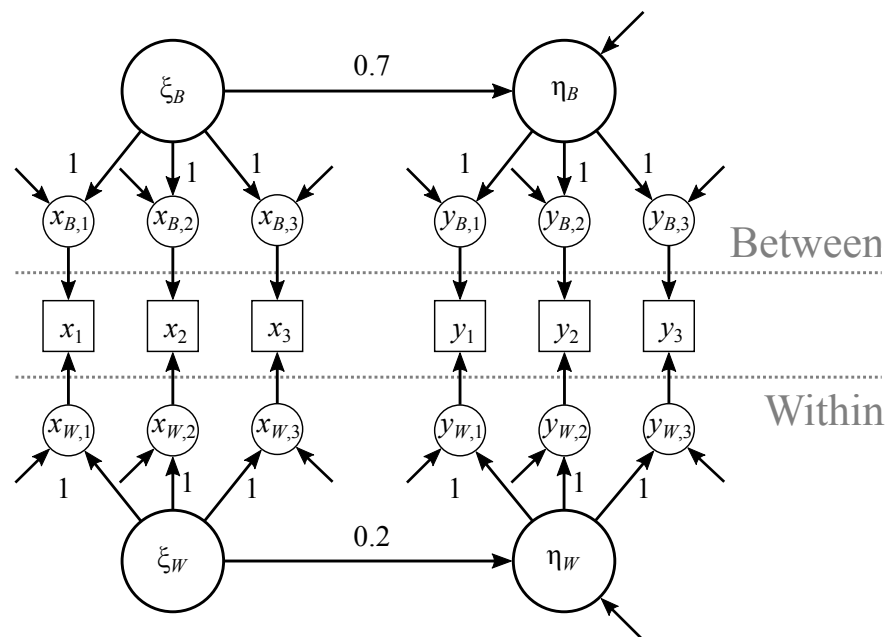 0.7
ξB ηB
1 1 1 1 1 1
xB,1 xB,2 xB,3 yB,1 yB,2 yB,3
Between
x1 x2 x3 y1 y2 y3
Within
xW,1 xW,2 xW,3 yW,1 yW,2 yW,3
1 1 1 1 1 1
0.2
ξW ηW